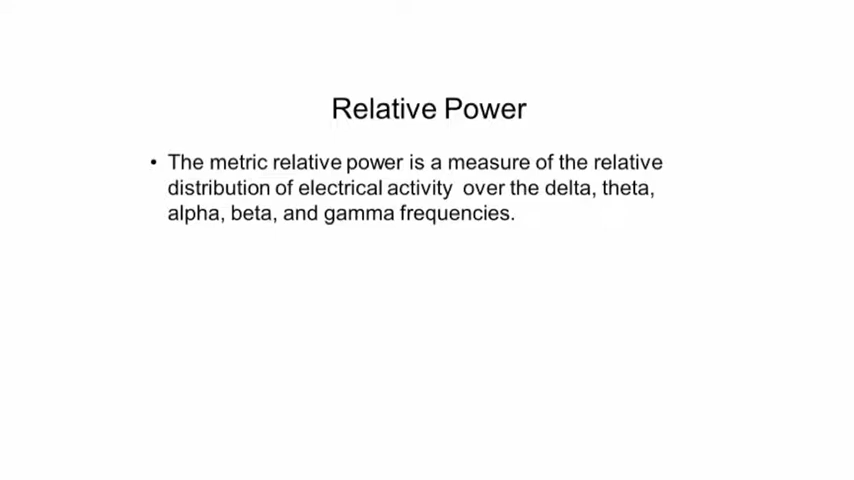 Relative Power
• The metric relative power is a measure of the relative
distribution of electrical activity over the delta, theta,
alpha, beta, and gamma frequencies.